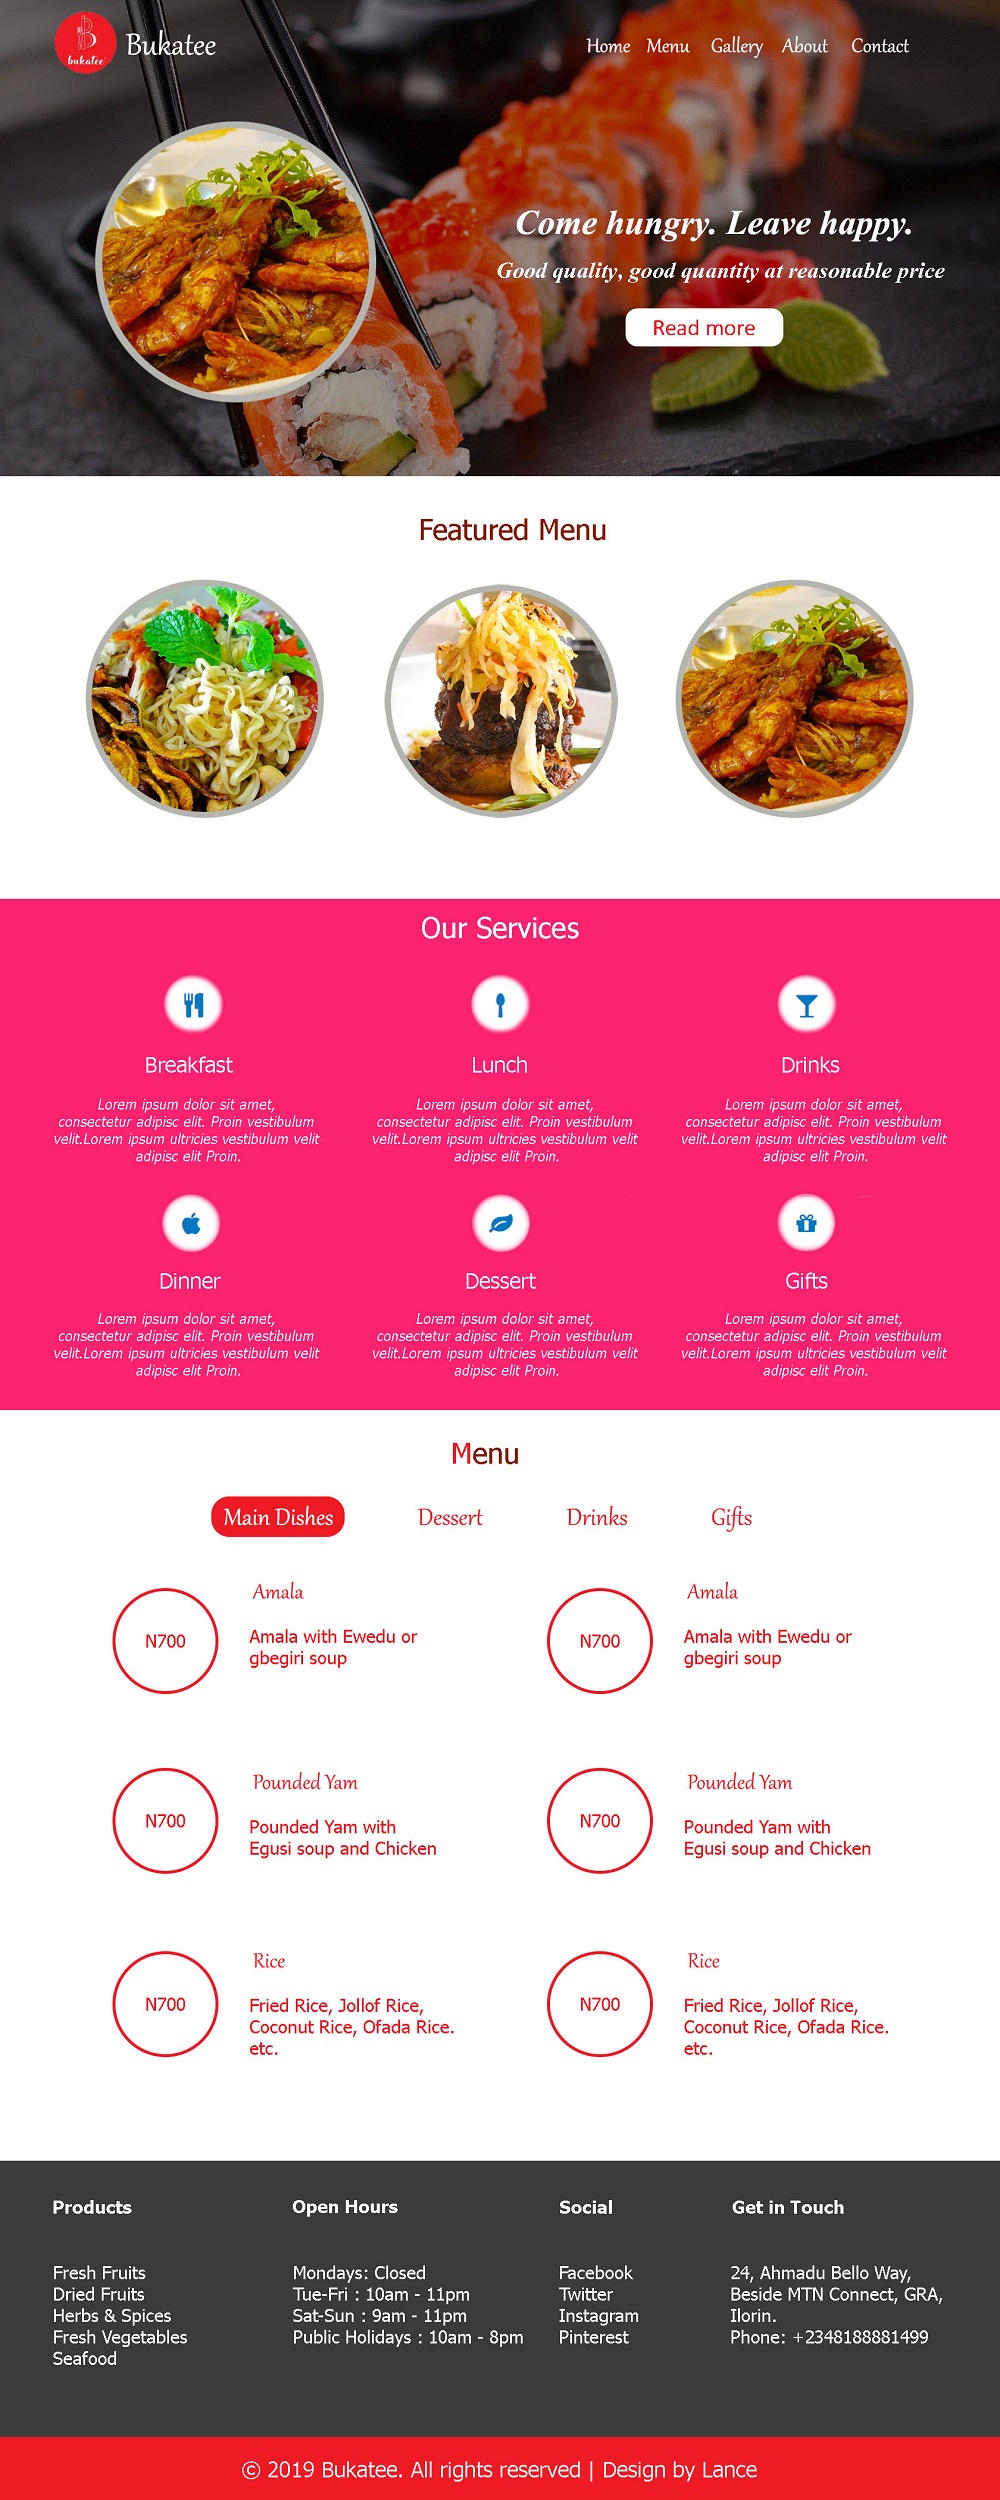 bukatee
Bukatee
Home Menu Gallery About Contact
Come hungry. Leave happy.
Good quality, good quantity at reasonable price
Read more
Featured Menu
Our Services
Breakfast
Lorem ipsum dolor sit amet,
consectetur adipisc elit. Proin vestibulum
velit.Lorem ipsum ultricies vestibulum velit
adipisc elit Proin.
Lunch
Lorem ipsum dolor sit amet,
consectetur adipisc elit. Proin vestibulum
velit.Lorem ipsum ultricies vestibulum velit
adipisc elit Proin.
Drinks
Lorem ipsum dolor sit amet,
consectetur adipisc elit. Proin vestibulum
velit.Lorem ipsum ultricies vestibulum velit
adipisc elit Proin.
Dinner
Lorem ipsum dolor sit amet,
consectetur adipisc elit. Proin vestibulum
velit.Lorem ipsum ultricies vestibulum velit
adipisc elit Proin.
Dessert
Lorem ipsum dolor sit amet,
consectetur adipisc elit. Proin vestibulum
velit.Lorem ipsum ultricies vestibulum velit
adipisc elit Proin.
Gifts
Lorem ipsum dolor sit amet,
consectetur adipisc elit. Proin vestibulum
velit.Lorem ipsum ultricies vestibulum velit
adipisc elit Proin.
Menu
Main Dishes Dessert Drinks Gifts
N700
Amala
Amala with Ewedu or
gbegiri soup
N700
Amala
Amala with Ewedu or
gbegiri soup
N700
Pounded Yam
Pounded Yam with
Egusi soup and Chicken
N700
Pounded Yam
Pounded Yam with
Egusi soup and Chicken
N700
Rice
Fried Rice, Jollof Rice,
Coconut Rice, Ofada Rice.
etc.
N700
Rice
Fried Rice, Jollof Rice,
Coconut Rice, Ofada Rice.
etc.
Products
Fresh Fruits
Dried Fruits
Herbs & Spices
Fresh Vegetables
Seafood
Open Hours
Mondays: Closed
Tue-Fri : 10am - 11pm
Sat-Sun : 9am - 11pm
Public Holidays : 10am - 8pm
Social
Facebook
Twitter
Instagram
Pinterest
Get in Touch
24, Ahmadu Bello Way,
Beside MTN Connect, GRA,
Ilorin.
Phone: +2348188881499
© 2019 Bukatee. All rights reserved | Design by Lance